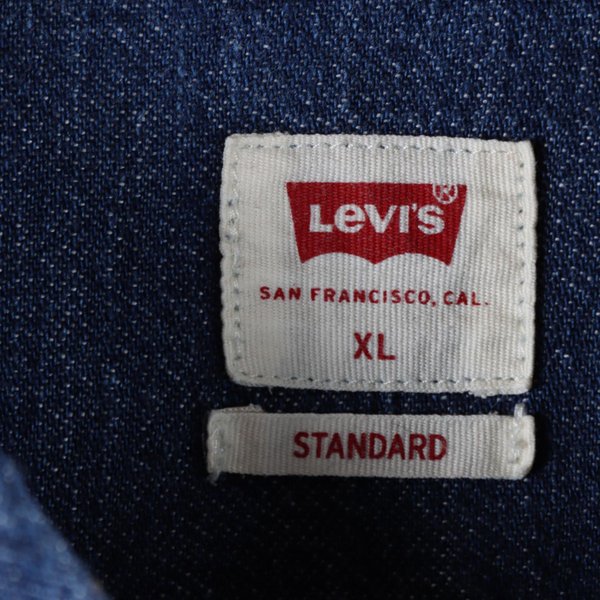 Levi's®
SAN FRANCISCO, CAL.
XL
STANDARD